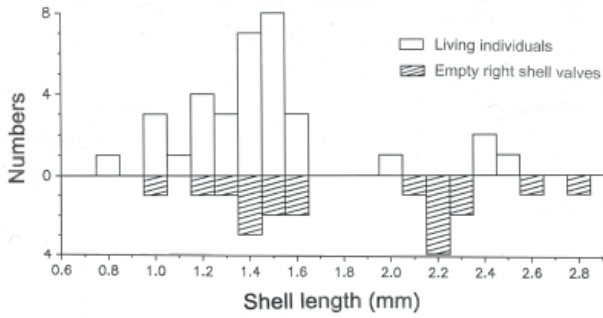 8
4
0
4
Numbers
Living individuals
Empty right shell valves
0.6 0.8 1.0 1.2 1.4 1.6 1.8 2.0 2.2 2.4 2.6 2.8
Shell length (mm)